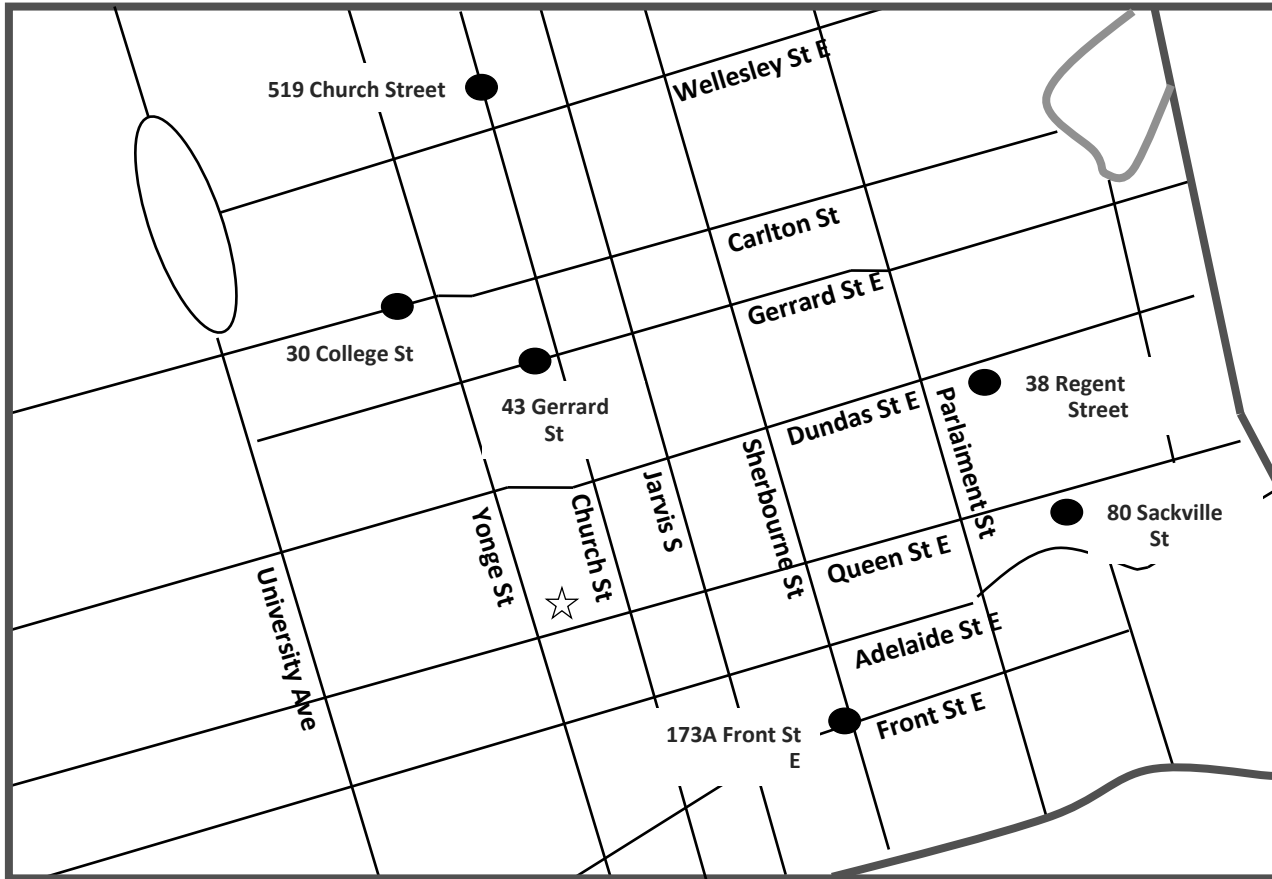 Wellesley St E
519 Church Street
Carlton St
Gerrard St E
30 College St
43 Gerrard
St
38 Regent
Street
Dundas St E
Parlaiment St
Sherbourne St
Jarvis S
Church St
Yonge St
80 Sackville
St
Queen St E
University Ave
Adelaide St E
Front St E
173A Front St
E